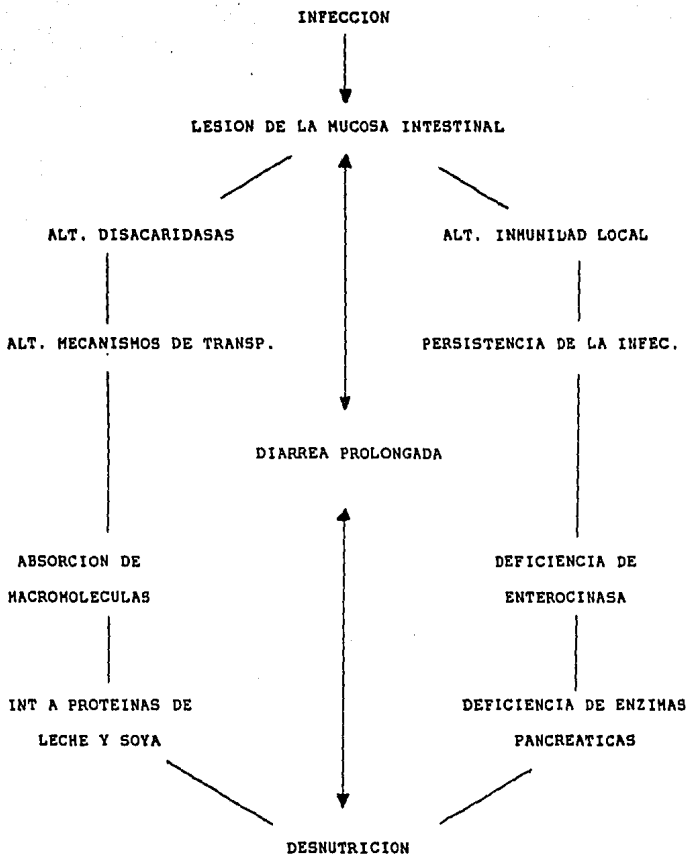 INFECCION
LESION DE LA MUCOSA INTESTINAL
ALT. DISACARIDASAS
ALT. INMUNIDAD LOCAL
ALT. MECANISMOS DE TRANSP.
PERSISTENCIA DE LA INFEC.
DIARREA PROLONGADA
ABSORCION DE
MACROMOLECULAS
DEFICIENCIA DE
ENTEROCINASA
INT A PROTEINAS DE
LECHE Y SOYA
DEFICIENCIA DE ENZIMAS
PANCREATICAS
DESNUTRICION